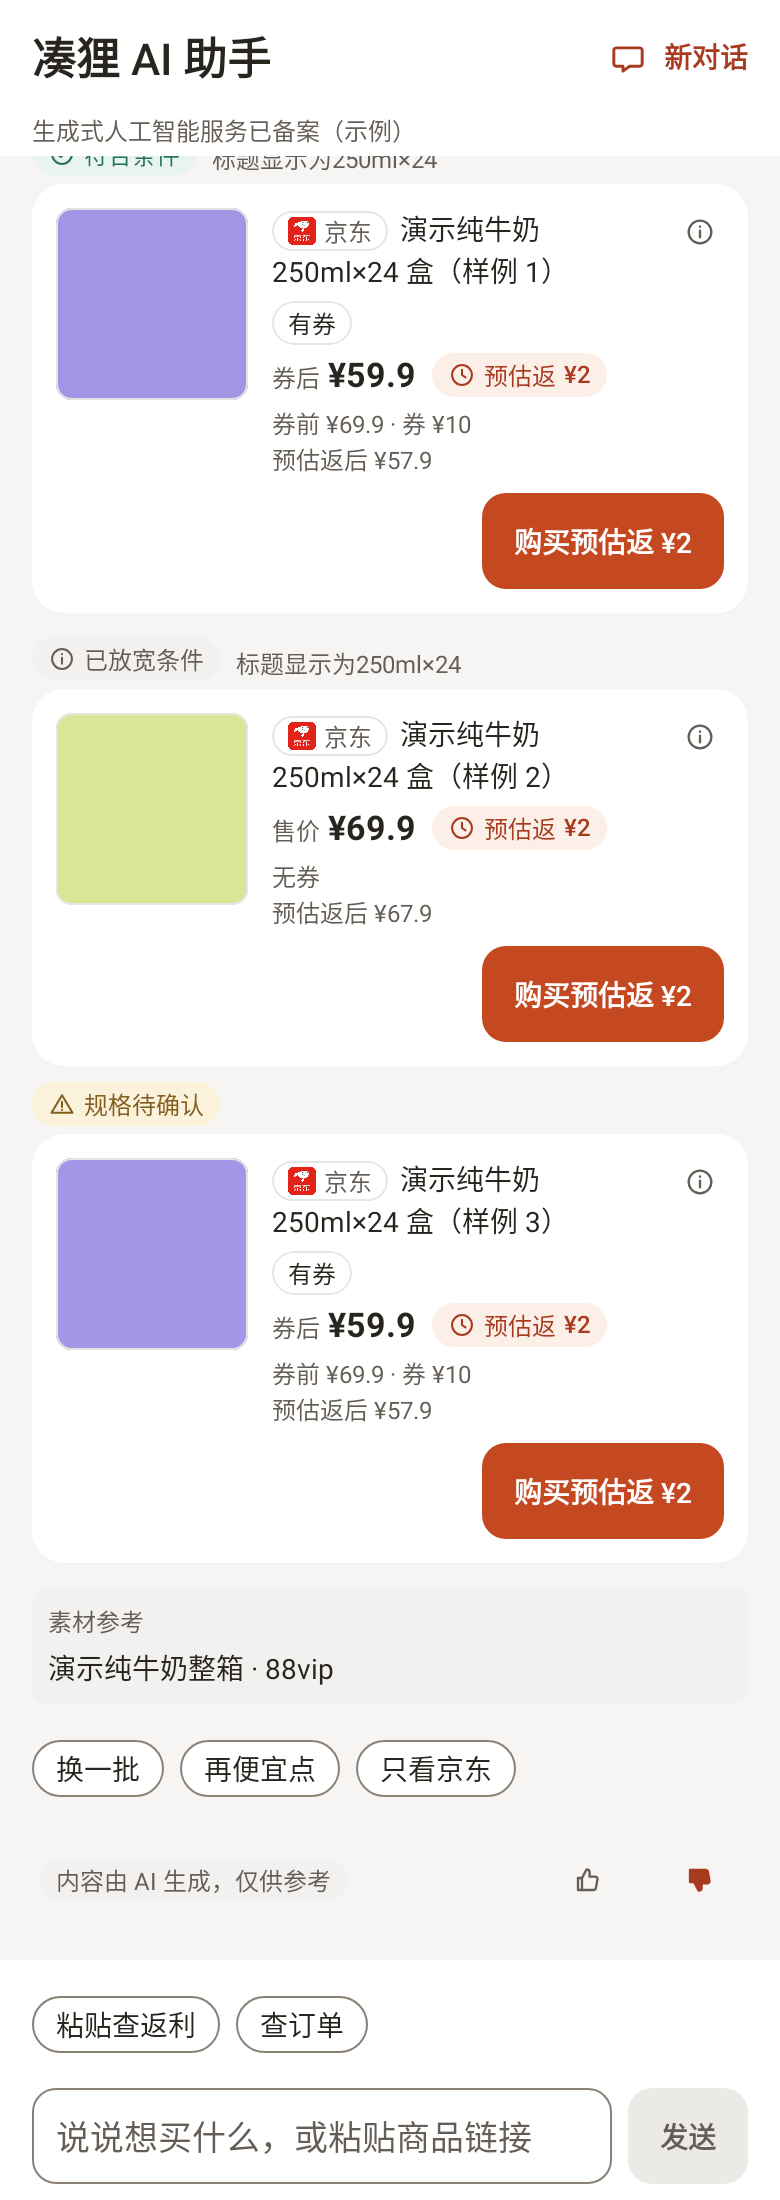 凑狸 AI 助手
新对话
生成式人工智能服务已备案（示例）
符合条件 标题显示为250ml×24
京东 演示纯牛奶
250ml×24 盒（样例 1）
有券
券后 ¥59.9 预估返 ¥2
券前 ¥69.9 · 券 ¥10
预估返后 ¥57.9
购买预估返 ¥2
已放宽条件 标题显示为250ml×24
京东 演示纯牛奶
250ml×24 盒（样例 2）
售价 ¥69.9 预估返 ¥2
无券
预估返后 ¥67.9
购买预估返 ¥2
规格待确认
京东 演示纯牛奶
250ml×24 盒（样例 3）
有券
券后 ¥59.9 预估返 ¥2
券前 ¥69.9 · 券 ¥10
预估返后 ¥57.9
购买预估返 ¥2
素材参考
演示纯牛奶整箱 · 88vip
换一批 再便宜点 只看京东
内容由 AI 生成，仅供参考
粘贴查返利 查订单
说说想买什么，或粘贴商品链接 发送